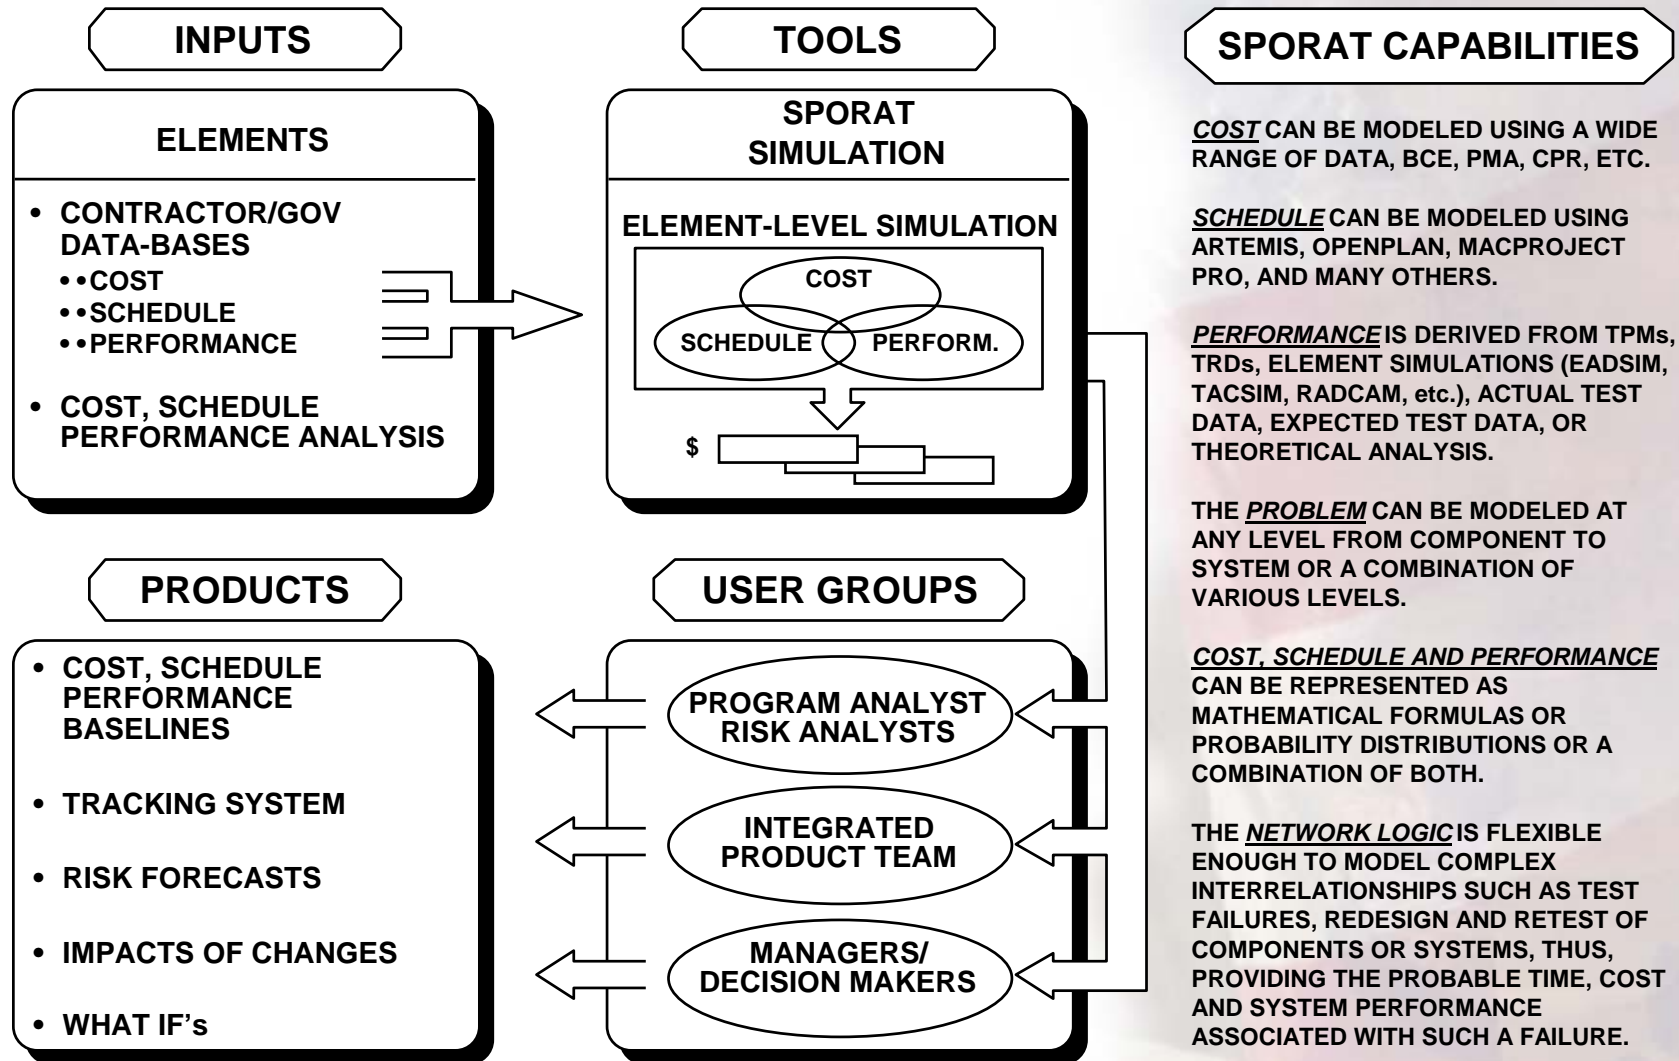 INPUTS
ELEMENTS
• CONTRACTOR/GOV
DATA-BASES
••COST
••SCHEDULE
••PERFORMANCE
• COST, SCHEDULE
PERFORMANCE ANALYSIS
TOOLS
SPORAT
SIMULATION
ELEMENT-LEVEL SIMULATION
COST
SCHEDULE
PERFORM.
$
PRODUCTS
• COST, SCHEDULE
PERFORMANCE
BASELINES
• TRACKING SYSTEM
• RISK FORECASTS
• IMPACTS OF CHANGES
• WHAT IF's
USER GROUPS
PROGRAM ANALYST
RISK ANALYSTS
INTEGRATED
PRODUCT TEAM
MANAGERS/
DECISION MAKERS
SPORAT CAPABILITIES
COST CAN BE MODELED USING A WIDE
RANGE OF DATA, BCE, PMA, CPR, ETC.
SCHEDULE CAN BE MODELED USING
ARTEMIS, OPENPLAN, MACPROJECT
PRO, AND MANY OTHERS.
PERFORMANCE IS DERIVED FROM TPMs,
TRDs, ELEMENT SIMULATIONS (EADSIM,
TACSIM, RADCAM, etc.), ACTUAL TEST
DATA, EXPECTED TEST DATA, OR
THEORETICAL ANALYSIS.
THE PROBLEM CAN BE MODELED AT
ANY LEVEL FROM COMPONENT TO
SYSTEM OR A COMBINATION OF
VARIOUS LEVELS.
COST, SCHEDULE AND PERFORMANCE
CAN BE REPRESENTED AS
MATHEMATICAL FORMULAS OR
PROBABILITY DISTRIBUTIONS OR A
COMBINATION OF BOTH.
THE NETWORK LOGIC IS FLEXIBLE
ENOUGH TO MODEL COMPLEX
INTERRELATIONSHIPS SUCH AS TEST
FAILURES, REDESIGN AND RETEST OF
COMPONENTS OR SYSTEMS, THUS,
PROVIDING THE PROBABLE TIME, COST
AND SYSTEM PERFORMANCE
ASSOCIATED WITH SUCH A FAILURE.